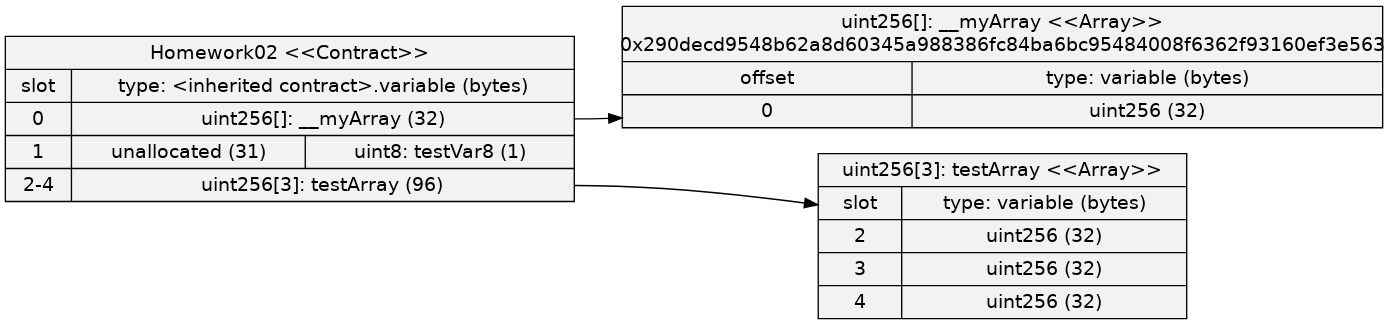 Homework02 <<Contract>>
slot type: <inherited contract>.variable (bytes)
0 uint256[]: __myArray (32)
1 unallocated (31) uint8: testVar8 (1)
2-4 uint256[3]: testArray (96)
uint256[]: __myArray <<Array>>
0x290decd9548b62a8d60345a988386fc84ba6bc95484008f6362f93160ef3e563
offset type: variable (bytes)
0 uint256 (32)
uint256[3]: testArray <<Array>>
slot type: variable (bytes)
2 uint256 (32)
3 uint256 (32)
4 uint256 (32)